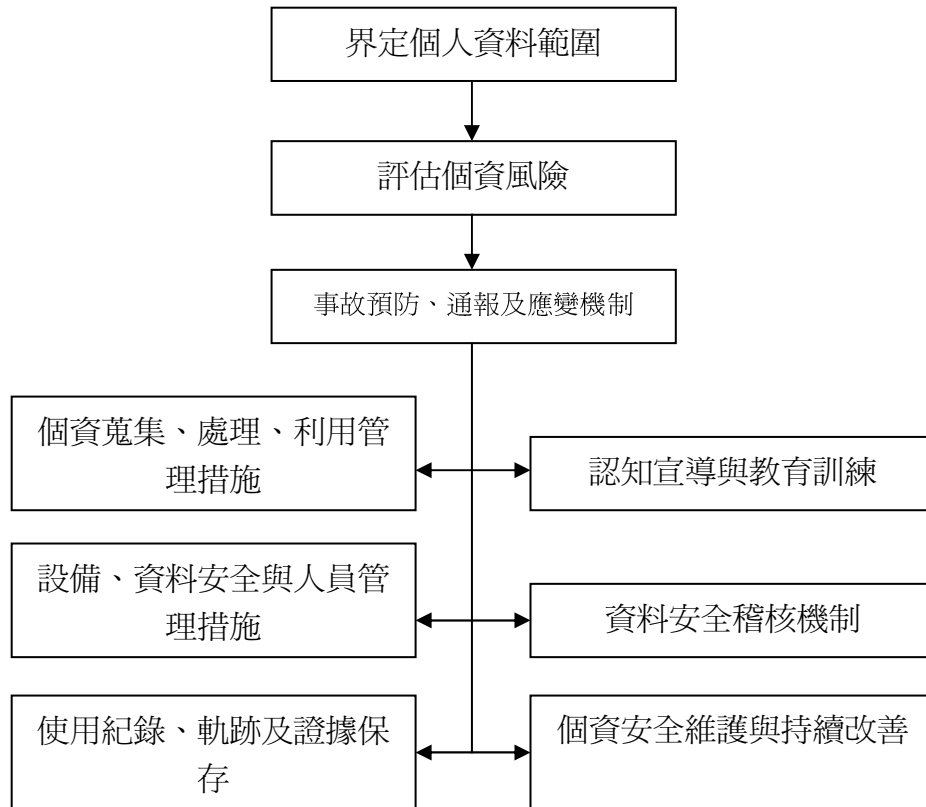 界定個人資料範圍
評估個資風險
事故預防、通報及應變機制
個資蒐集、處理、利用管
理措施
認知宣導與教育訓練
設備、資料安全與人員管
理措施
資料安全稽核機制
使用紀錄、軌跡及證據保
存
個資安全維護與持續改善